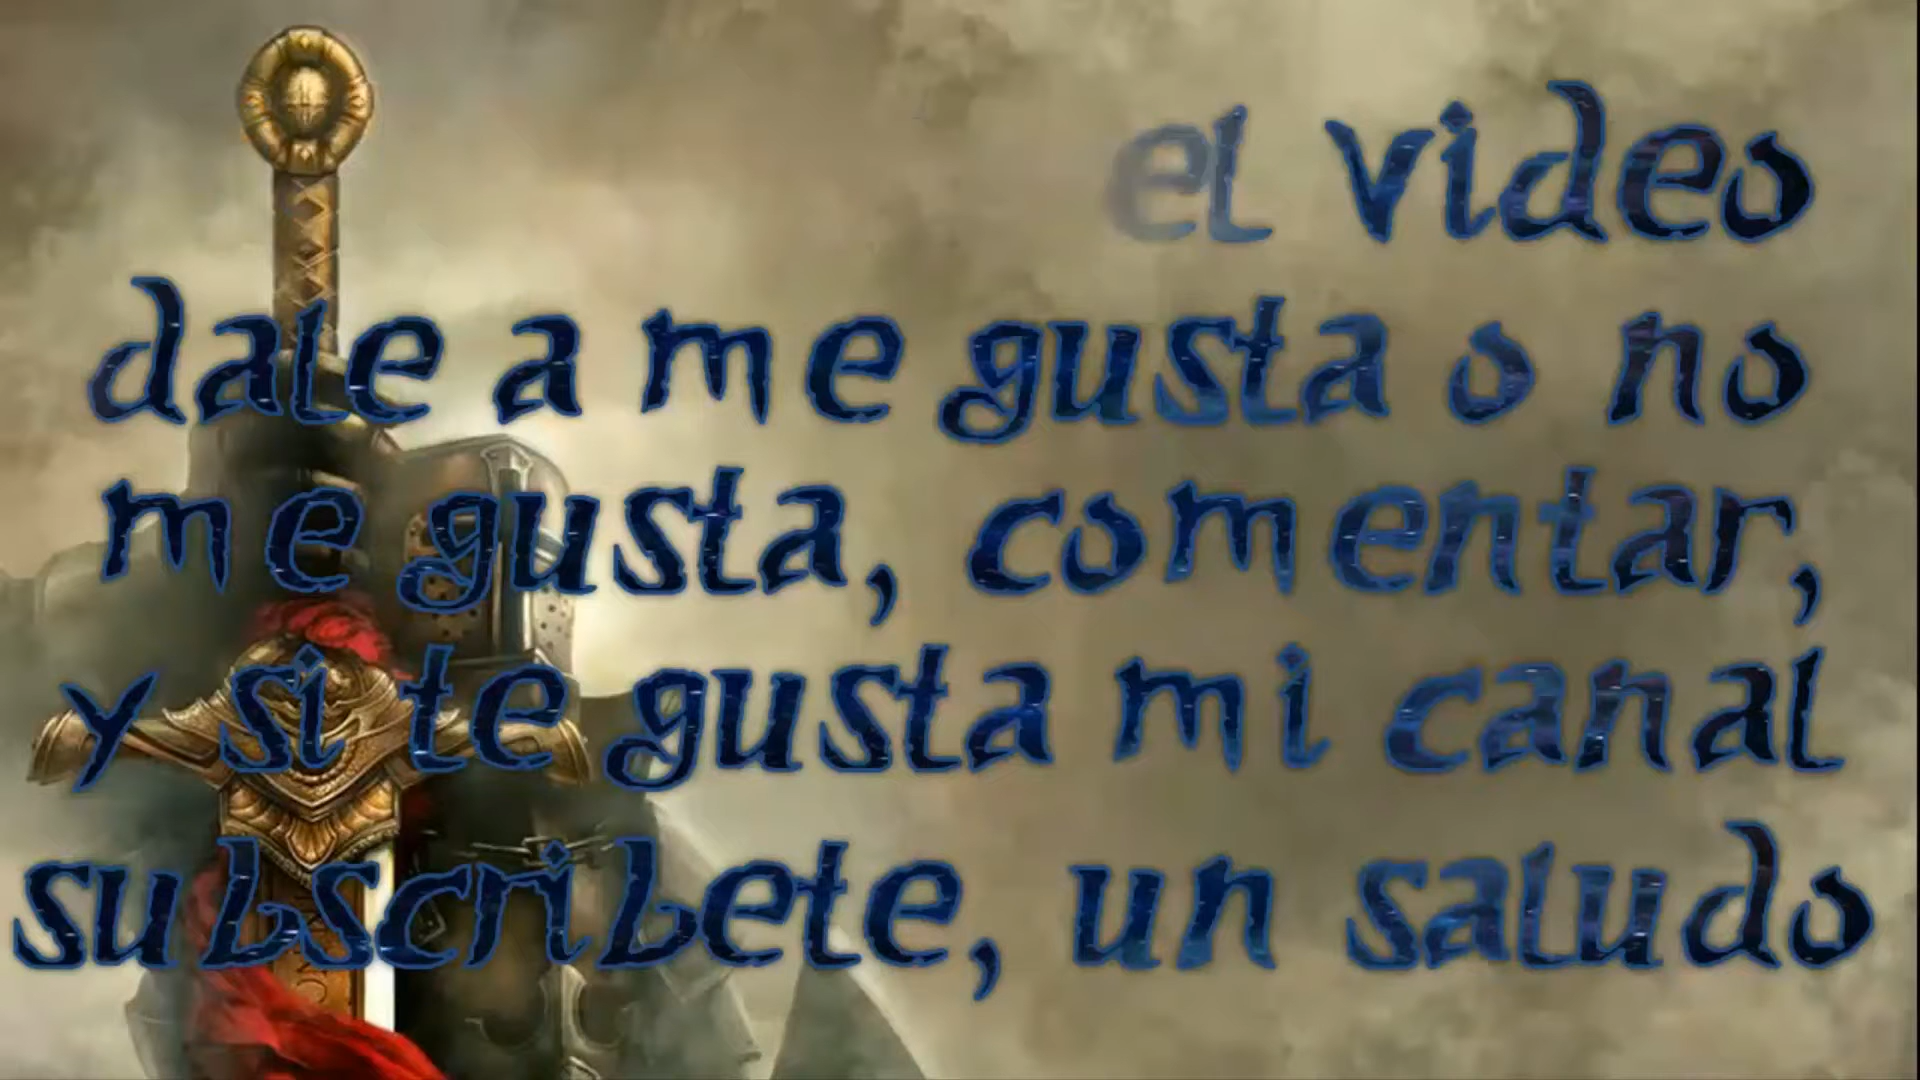 el video
dale a me gusta o no
me gusta, comentar,
y si te gusta mi canal
subscribete, un saludo